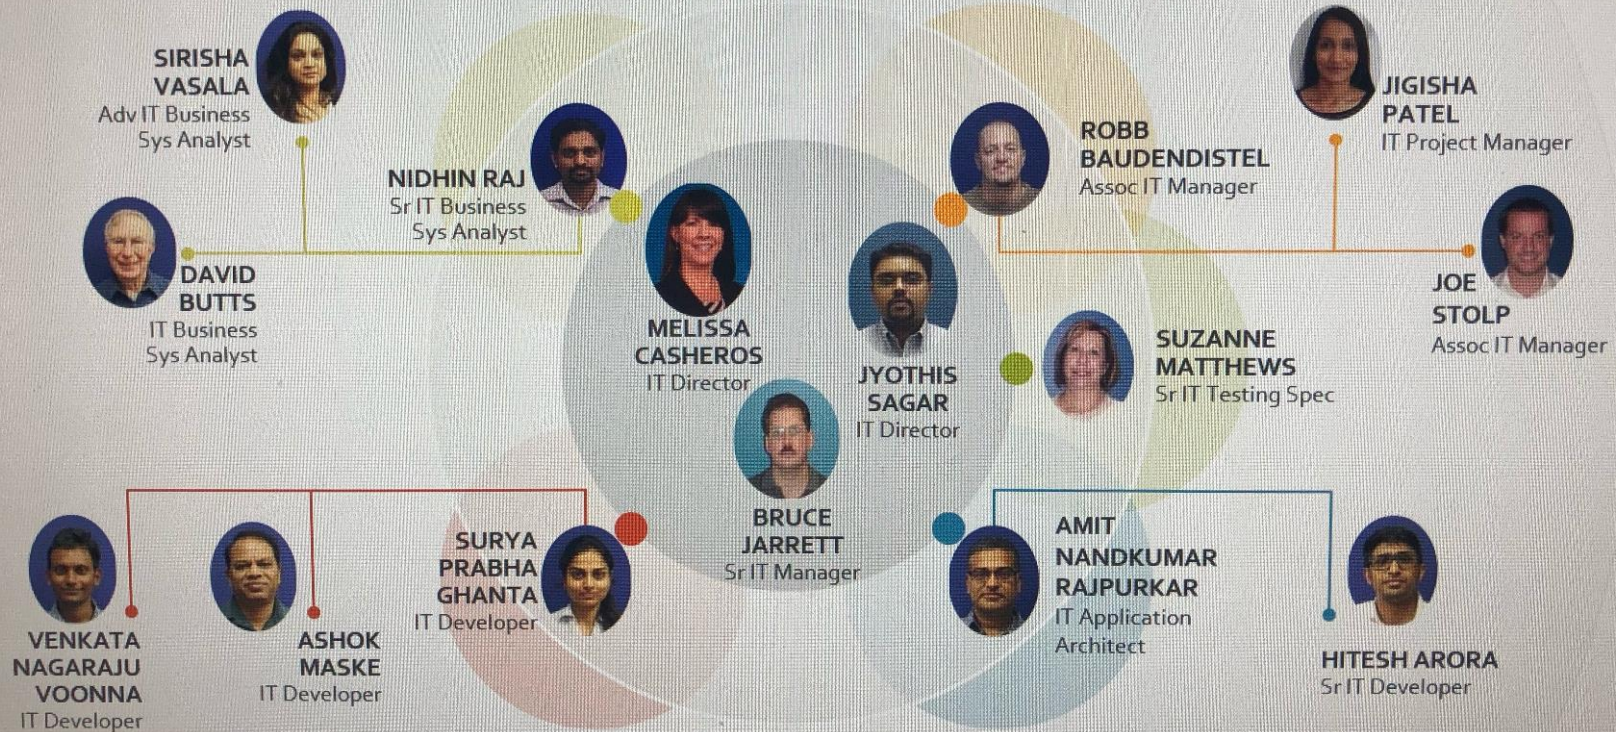 SIRISHA
VASALA
Adv IT Business
Sys Analyst
NIDHIN RAJ
Sr IT Business
Sys Analyst
DAVID
BUTTS
IT Business
Sys Analyst
MELISSA
CASHEROS
IT Director
JYOTHIS
SAGAR
IT Director
BRUCE
JARRETT
Sr IT Manager
ROBB
BAUDENDISTEL
Assoc IT Manager
JIGISHA
PATEL
IT Project Manager
JOE
STOLP
Assoc IT Manager
SUZANNE
MATTHEWS
Sr IT Testing Spec
VENKATA
NAGARAJU
VOONNA
IT Developer
ASHOK
MASKE
IT Developer
SURYA
PRABHA
GHANTA
IT Developer
AMIT
NANDKUMAR
RAJPURKAR
IT Application
Architect
HITESH ARORA
Sr IT Developer